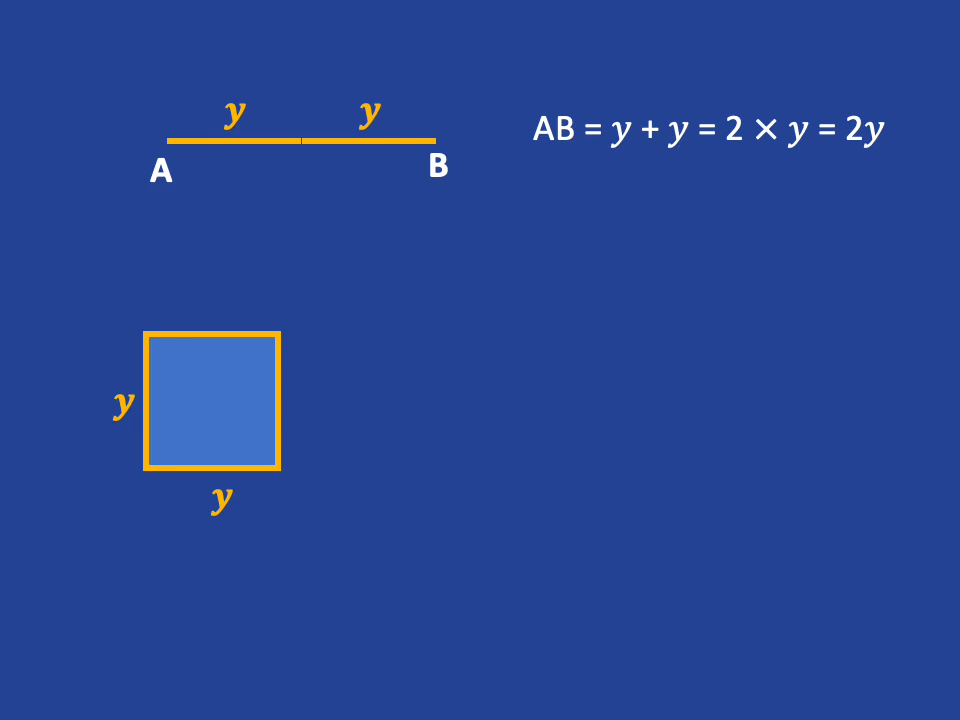 y y
A B
AB = y + y = 2 × y = 2y
y
y